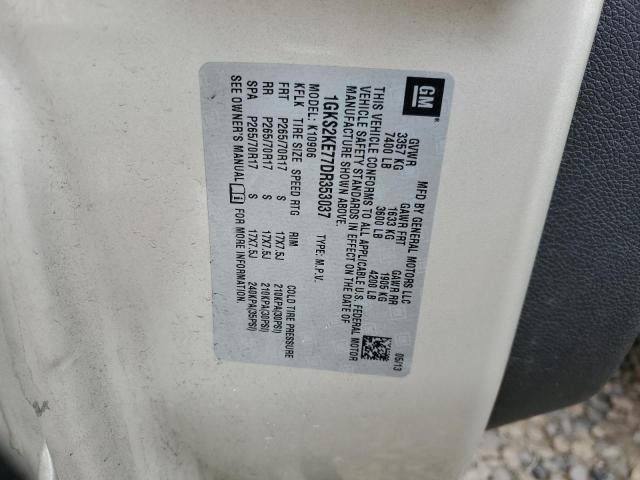 GM
MFD BY GENERAL MOTORS LLC
GVWR GAWR FRT GAWR RR
3357 KG 1633 KG 1905 KG
7400 LB 3600 LB 4200 LB
05/13
THIS VEHICLE CONFORMS TO ALL APPLICABLE U.S. FEDERAL MOTOR
VEHICLE SAFETY STANDARDS IN EFFECT ON THE DATE OF
MANUFACTURE SHOWN ABOVE.
1GKS2KE77DR353037 TYPE: M.P.V.
MODEL: K10906
KFLK TIRE SIZE SPEED RTG RIM COLD TIRE PRESSURE
FRT P265/70R17 S 17X7.5J 210KPA(30PSI)
RR P265/70R17 S 17X7.5J 210KPA(30PSI)
SPA P265/70R17 S 17X7.5J 240KPA(35PSI)
SEE OWNER'S MANUAL i FOR MORE INFORMATION.